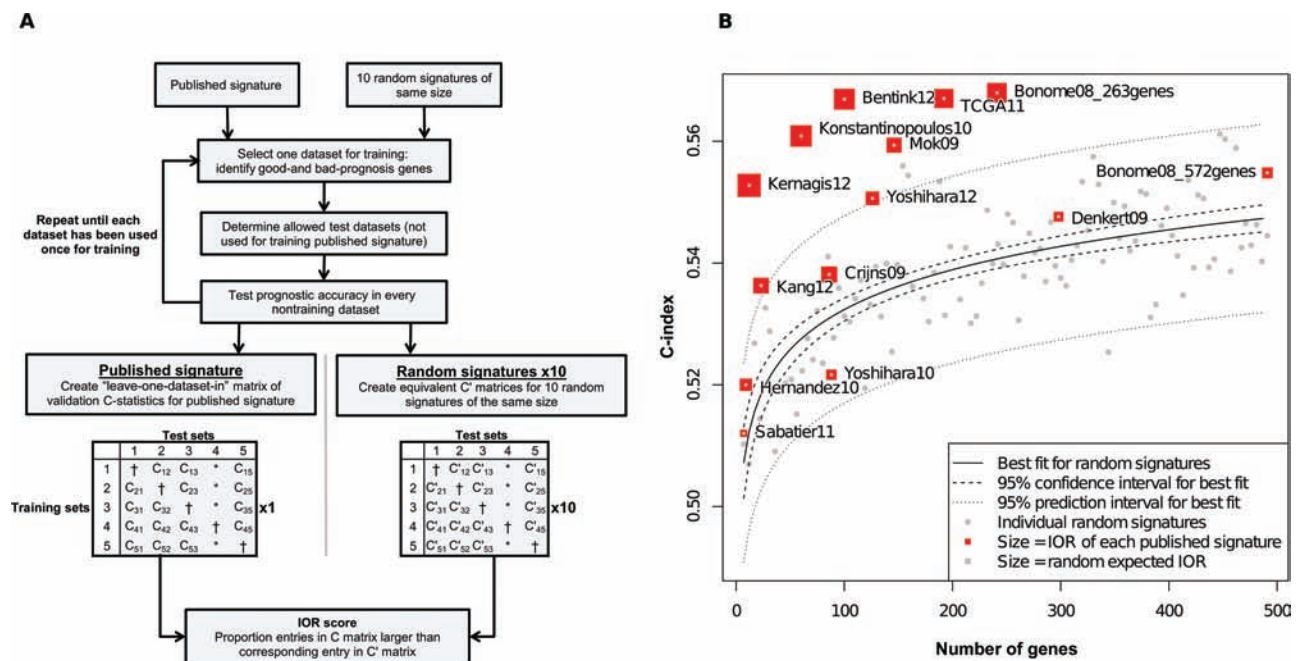 A
Published signature
10 random signatures of
same size
Select one dataset for training:
identify good-and bad-prognosis
genes
Repeat until each
dataset has been used
once for training
Determine allowed test datasets (not
used for training published signature)
Test prognostic accuracy in every
nontraining dataset
Published signature
Create "leave-one-dataset-in" matrix of
validation C-statistics for published signature
Random signatures x10
Create equivalent C' matrices for 10 random
signatures of the same size
Test sets
1 2 3 4 5
1 † C12 C13 * C15
2 C21 † C23 * C25
3 C31 C32 † * C35
4 C41 C42 C43 † C45
5 C51 C52 C53 * †
Training sets
x1
Test sets
1 2 3 4 5
1 † C'12 C'13 * C'15
2 C'21 † C'23 * C'25
3 C'31 C'32 † * C'35
4 C'41 C'42 C'43 † C'45
5 C'51 C'52 C'53 * †
x10
IOR score
Proportion entries in C matrix larger than
corresponding entry in C' matrix
B
C-index
0.56
0.54
0.52
0.50
Bentink12
TCGA11
Bonome08_263genes
Konstantinopoulos10
Mok09
Bonome08_572genes
Kernagis12
Yoshihara12
Denkert09
Crijns09
Kang12
Yoshihara10
Hernandez10
Sabatier11
Best fit for random signatures
95% confidence interval for best fit
95% prediction interval for best fit
Individual random signatures
Size = IOR of each published signature
Size = random expected IOR
0 100 200 300 400 500
Number of genes